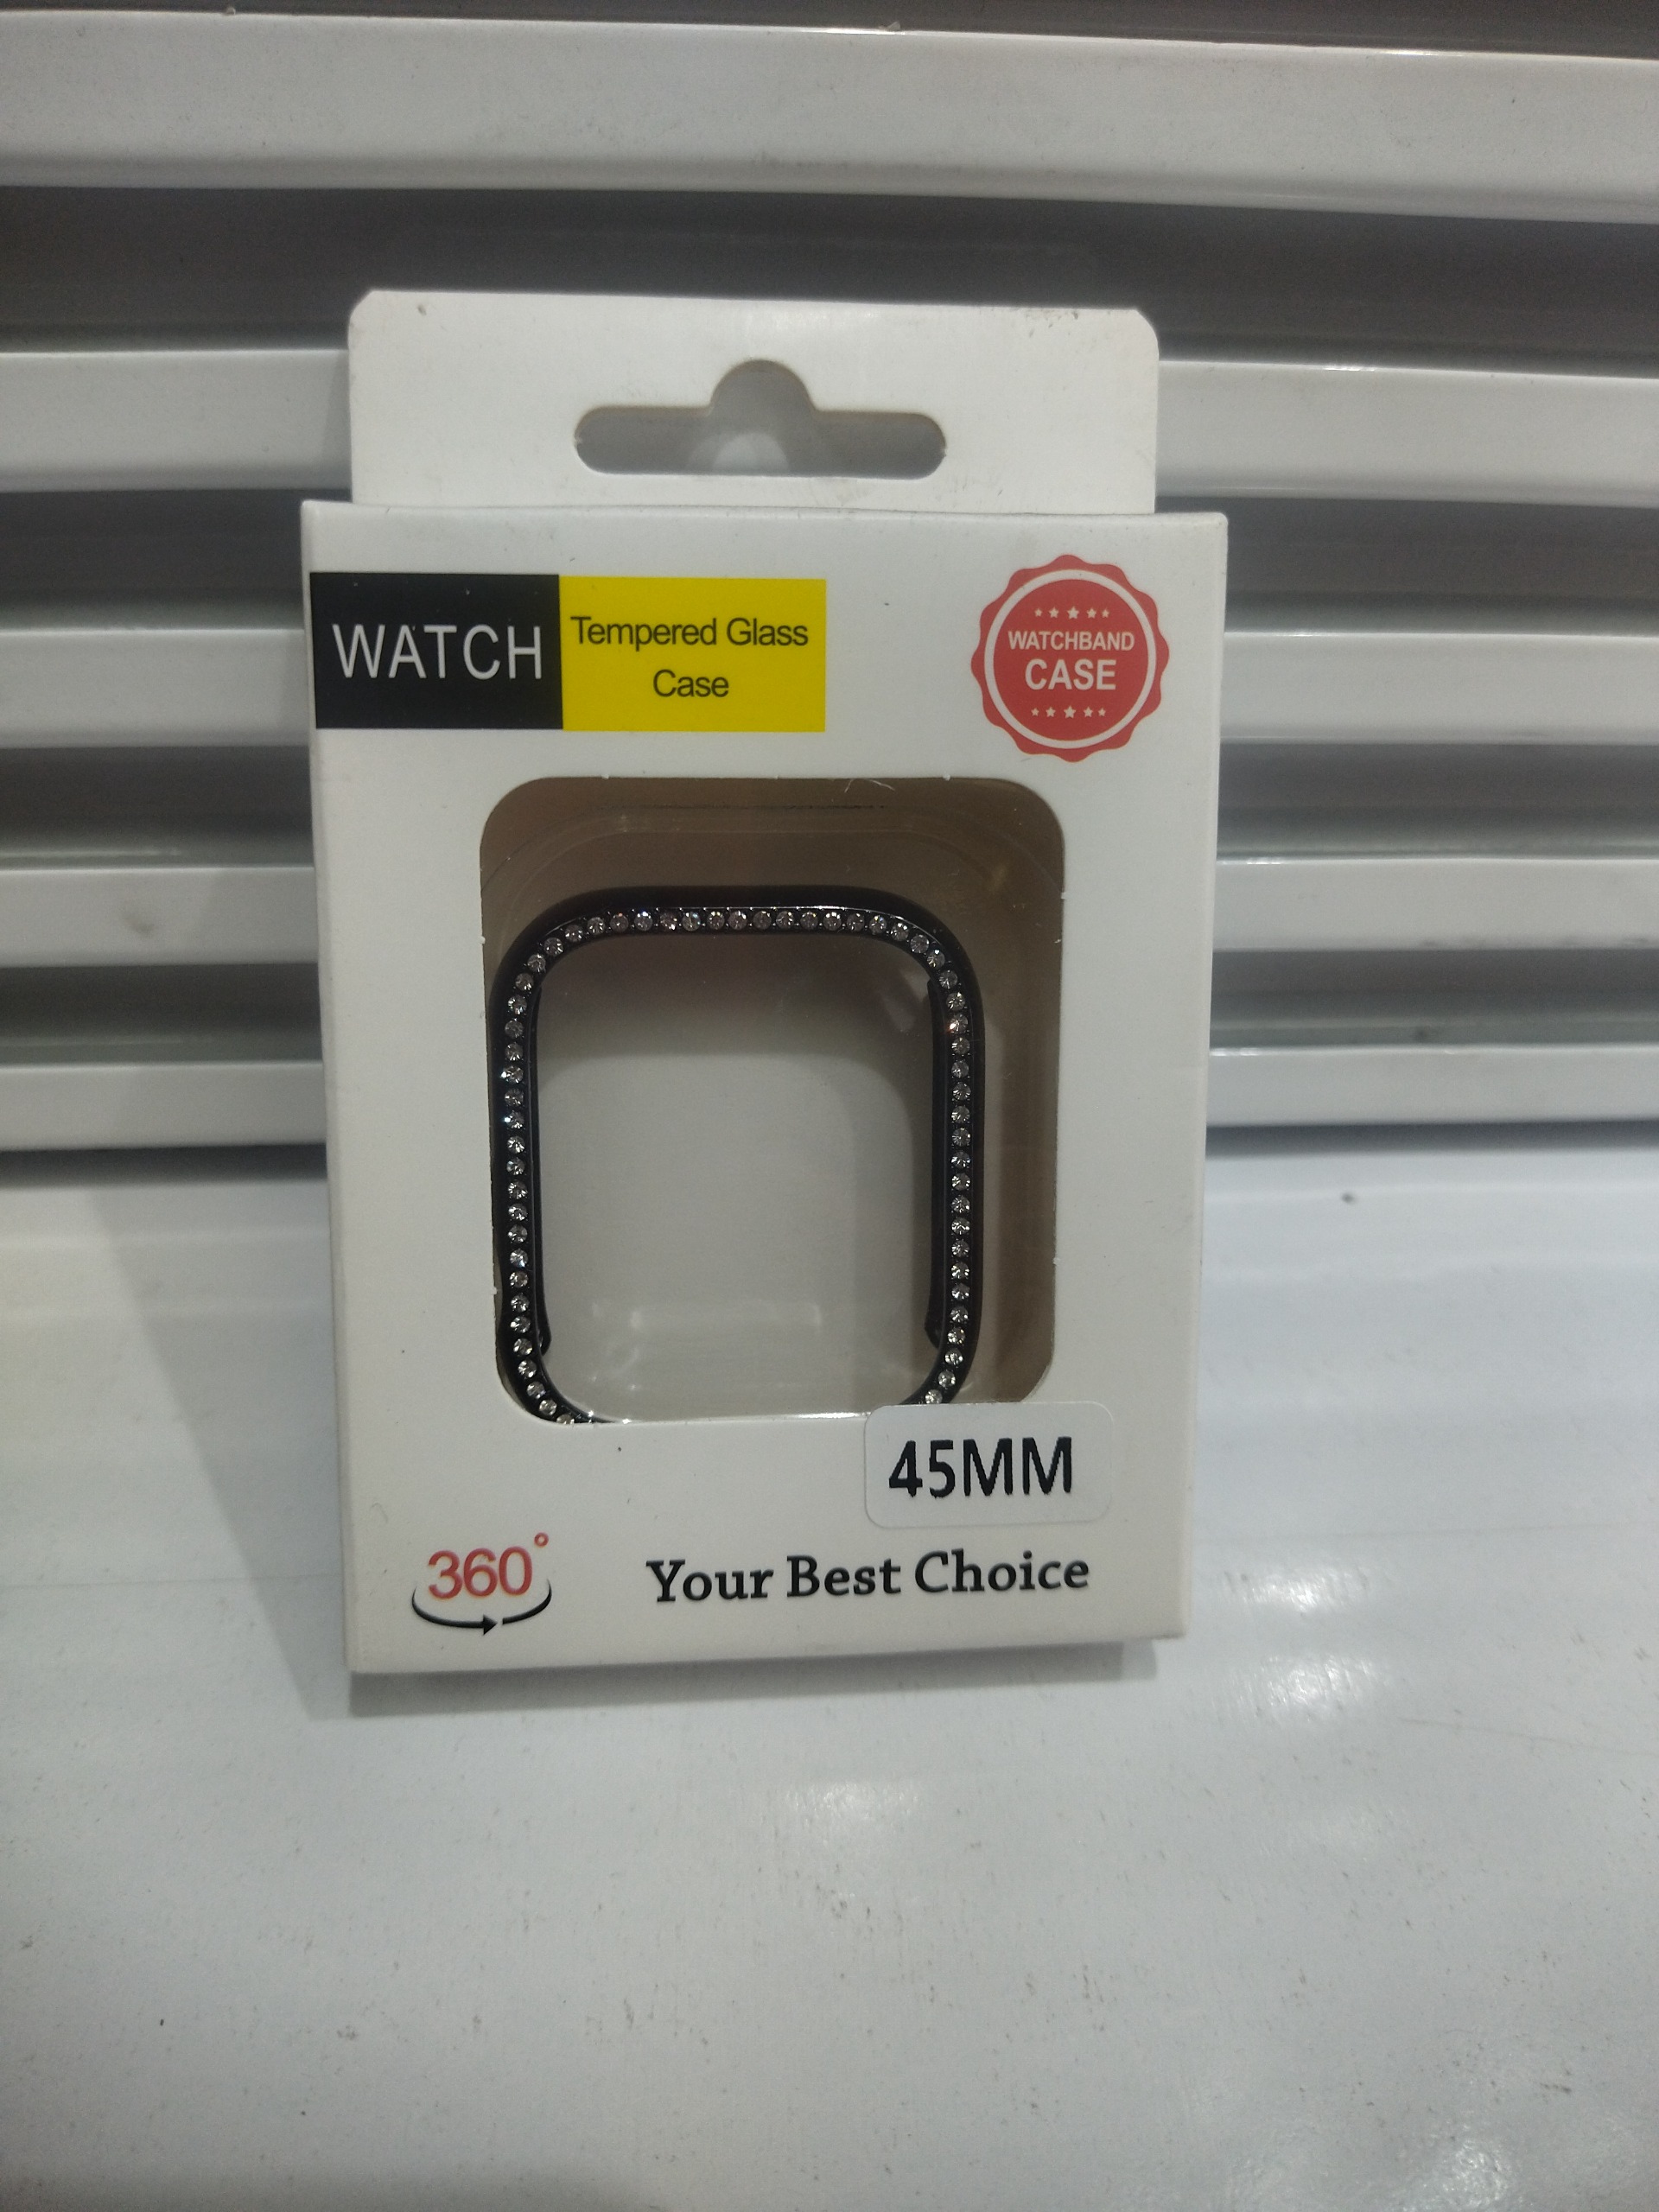 WATCH
Tempered Glass
Case
WATCHBAND
CASE
45MM
360°
Your Best Choice